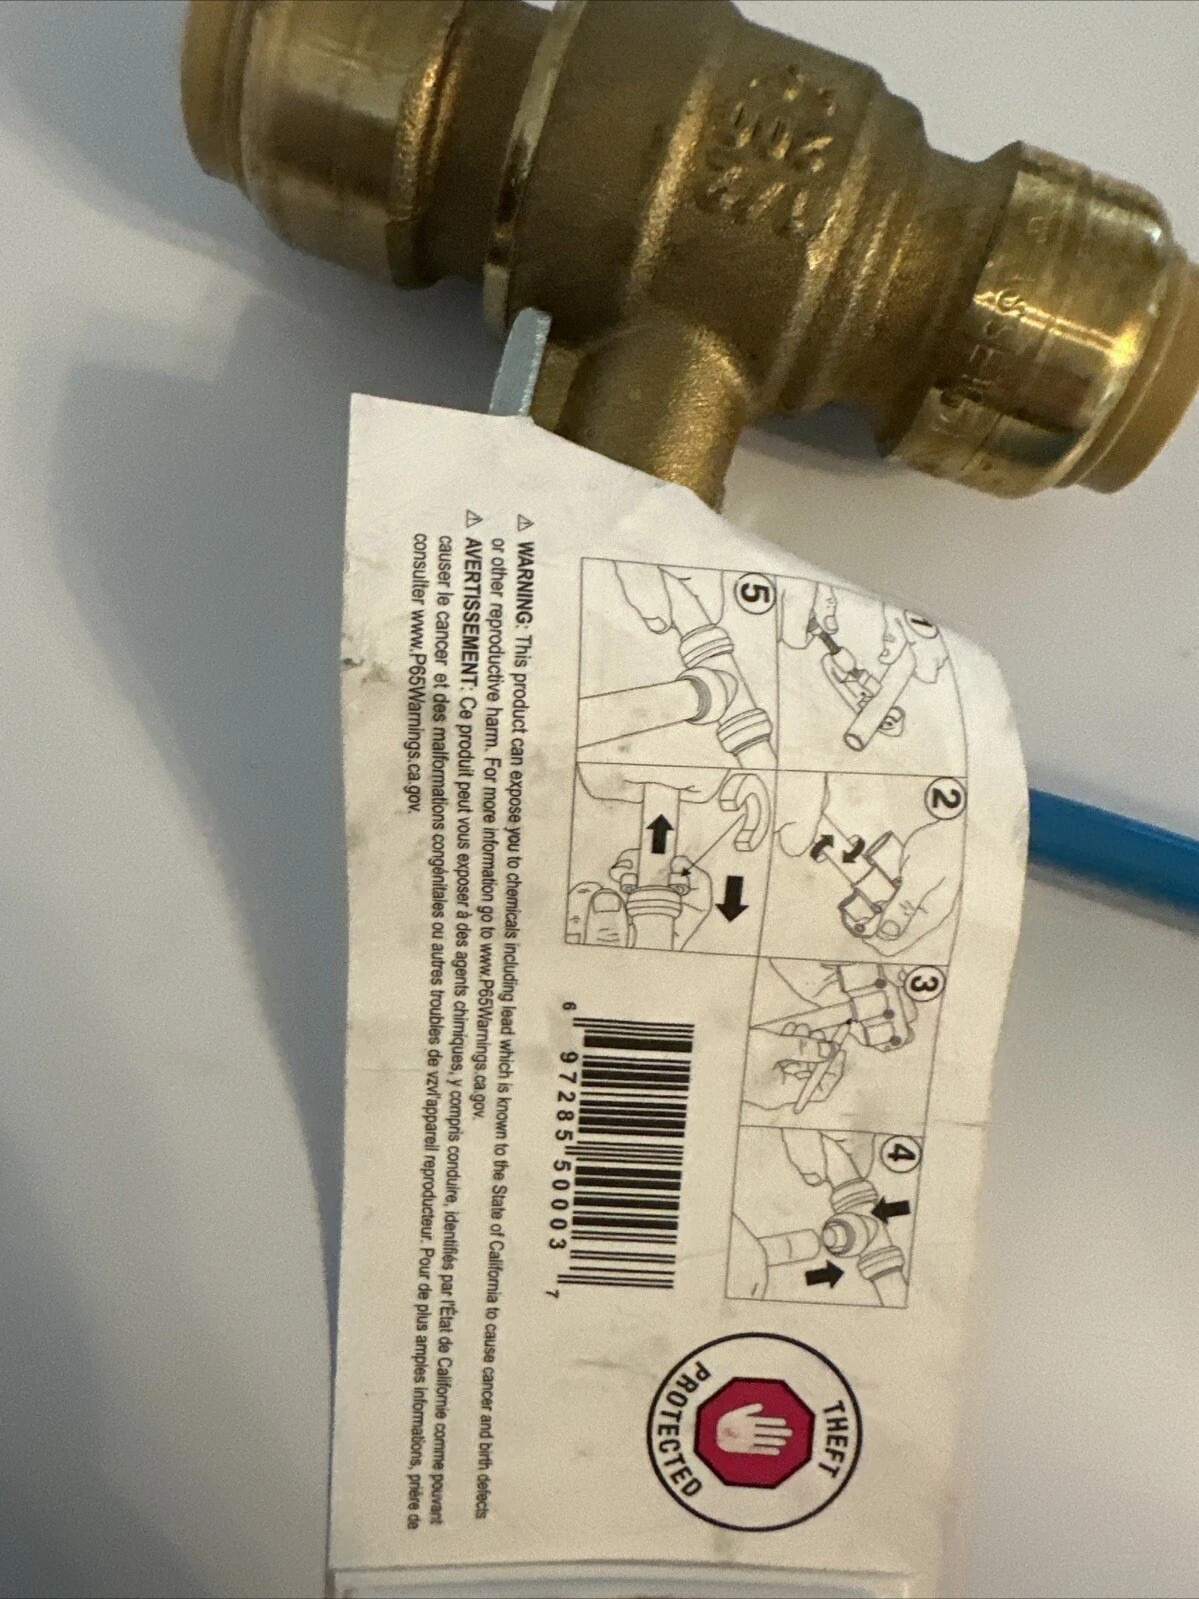 1
2
3
4
5
6 97285 50003 7
THEFT
PROTECTED
⚠ WARNING: This product can expose you to chemicals including lead which is known to the State of California to cause cancer and birth defects
or other reproductive harm. For more information go to www.P65Warnings.ca.gov.
⚠ AVERTISSEMENT: Ce produit peut vous exposer à des agents chimiques, y compris conduire, identifiés par l'État de Californie comme pouvant
causer le cancer et des malformations congénitales ou autres troubles de vzvl'appareil reproducteur. Pour de plus amples informations, prière de
consulter www.P65Warnings.ca.gov.